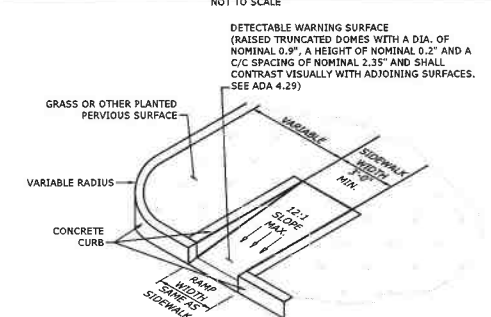 NOT TO SCALE
DETECTABLE WARNING SURFACE
(RAISED TRUNCATED DOMES WITH A DIA. OF
NOMINAL 0.9", A HEIGHT OF NOMINAL 0.2" AND A
C/C SPACING OF NOMINAL 2.35" AND SHALL
CONTRAST VISUALLY WITH ADJOINING SURFACES.
SEE ADA 4.29)
GRASS OR OTHER PLANTED
PERVIOUS SURFACE
VARIABLE
SIDEWALK
WIDTH
3'-0"
MIN.
VARIABLE RADIUS
12:1
SLOPE
MAX.
CONCRETE
CURB
RAMP
WIDTH
SAME AS
SIDEWALK